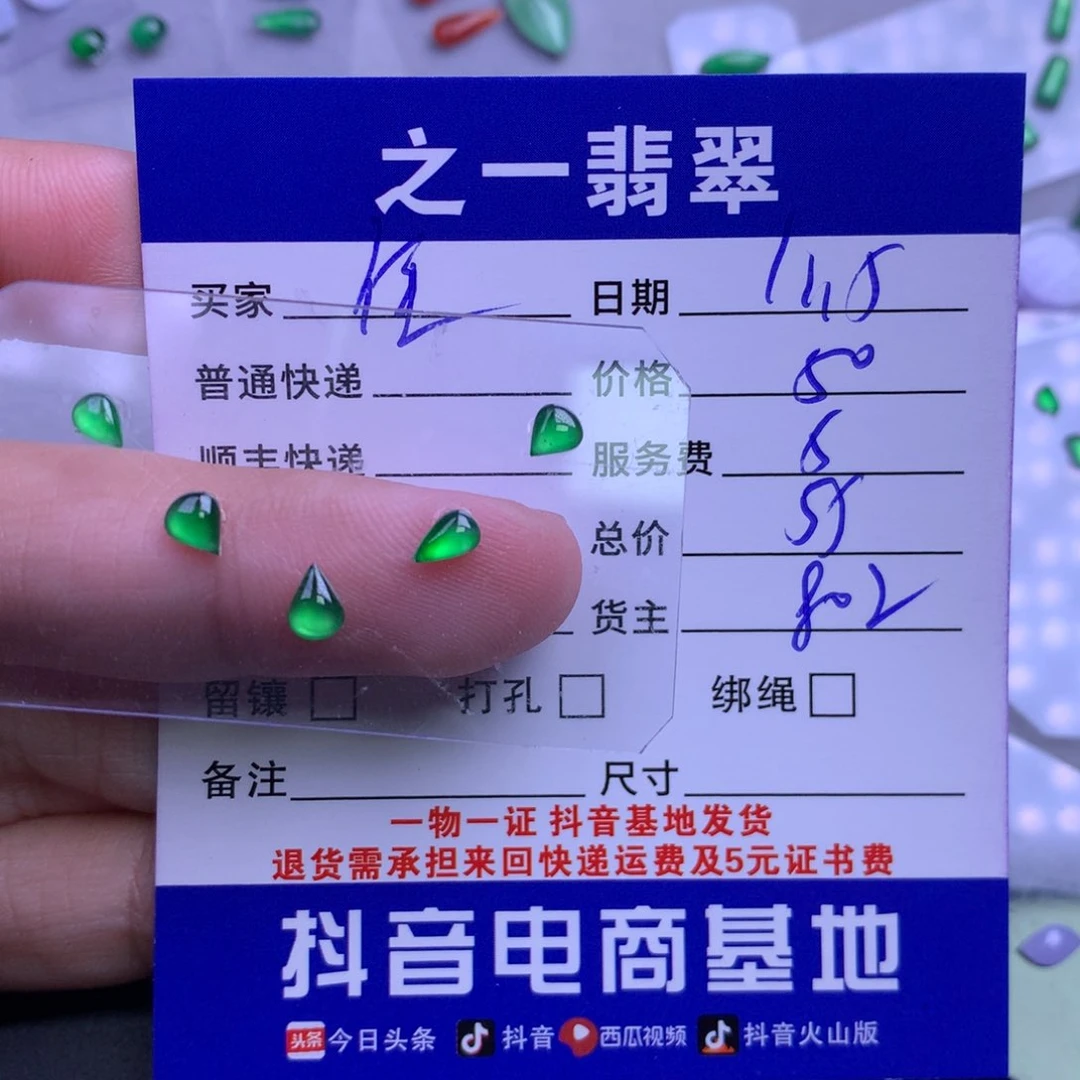 之一翡翠
买家 日期
普通快递 价格 50
顺丰快递 服务费
总价
货主 802
留镶 打孔 绑绳
备注 尺寸
一物一证 抖音基地发货
退货需承担来回快递运费及5元证书费
抖音电商基地
头条 今日头条 抖音 西瓜视频 抖音火山版